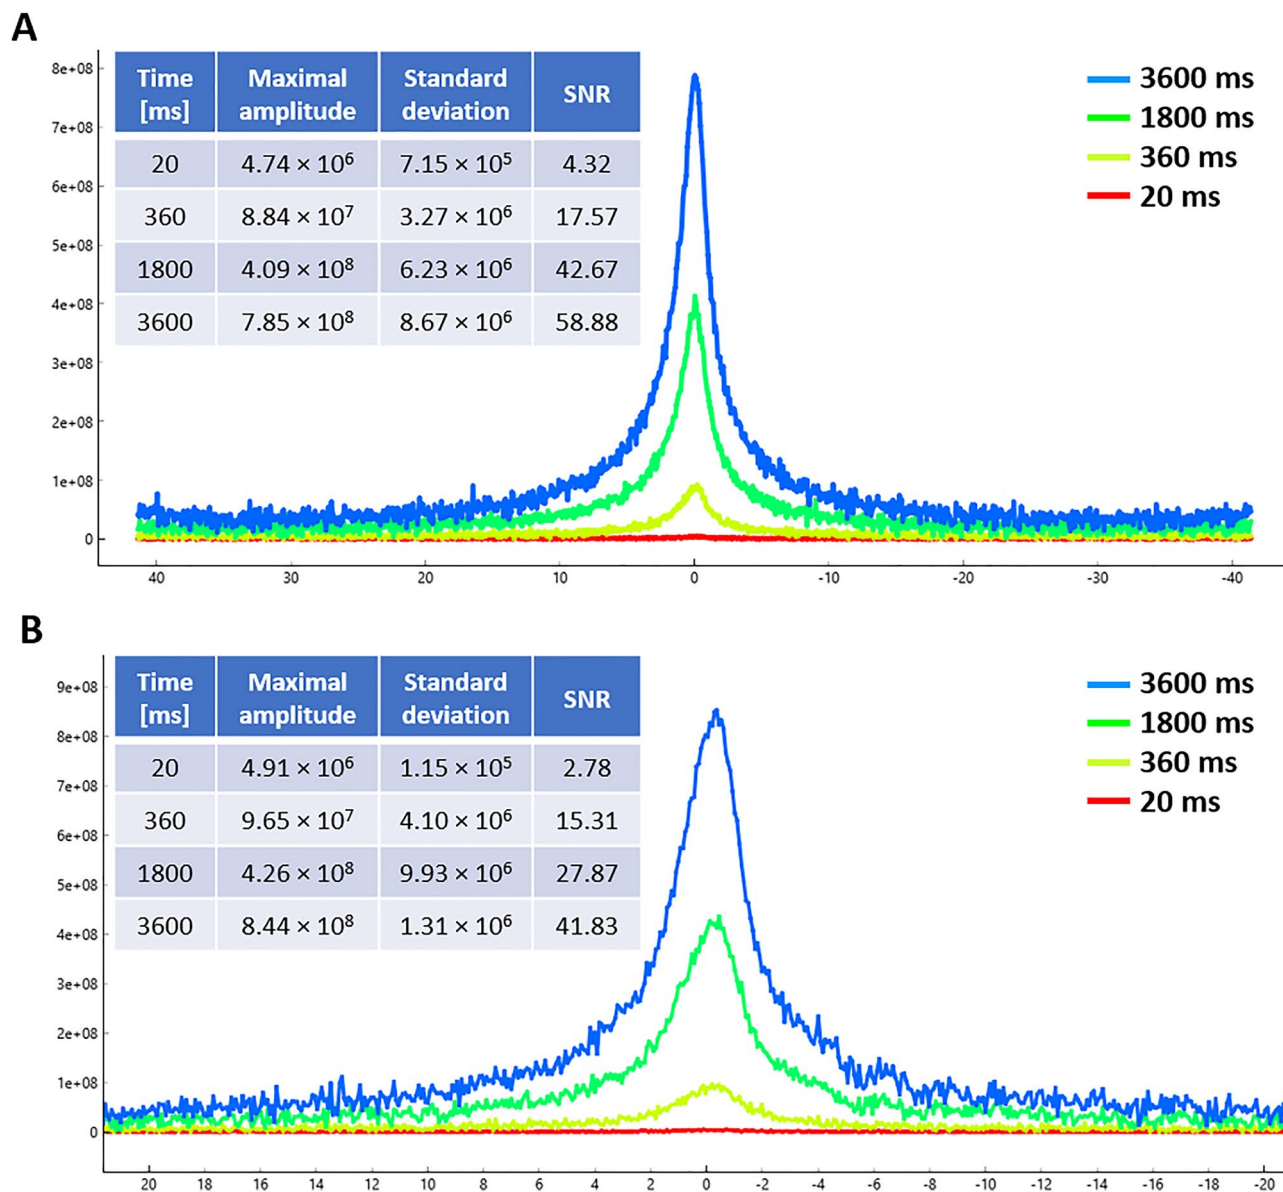 A
Time [ms] Maximal amplitude Standard deviation SNR
20 4.74 × 10⁶ 7.15 × 10⁵ 4.32
360 8.84 × 10⁷ 3.27 × 10⁶ 17.57
1800 4.09 × 10⁸ 6.23 × 10⁶ 42.67
3600 7.85 × 10⁸ 8.67 × 10⁶ 58.88
3600 ms
1800 ms
360 ms
20 ms
8e+08
7e+08
6e+08
5e+08
4e+08
3e+08
2e+08
1e+08
0
40 30 20 10 0 -10 -20 -30 -40
B
Time [ms] Maximal amplitude Standard deviation SNR
20 4.91 × 10⁶ 1.15 × 10⁵ 2.78
360 9.65 × 10⁷ 4.10 × 10⁶ 15.31
1800 4.26 × 10⁸ 9.93 × 10⁶ 27.87
3600 8.44 × 10⁸ 1.31 × 10⁶ 41.83
3600 ms
1800 ms
360 ms
20 ms
9e+08
8e+08
7e+08
6e+08
5e+08
4e+08
3e+08
2e+08
1e+08
0
20 18 16 14 12 10 8 6 4 2 0 -2 -4 -6 -8 -10 -12 -14 -16 -18 -20